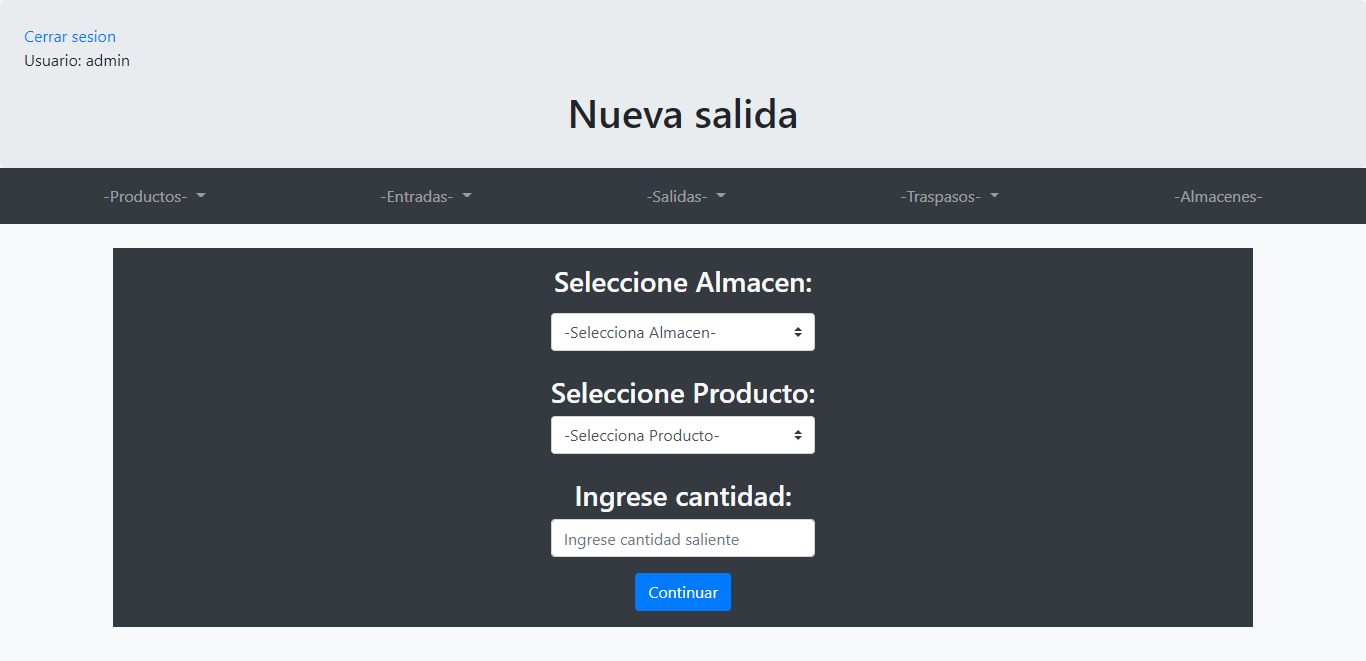 Cerrar sesion
Usuario: admin
Nueva salida
-Productos- -Entradas- -Salidas- -Traspasos- -Almacenes-
Seleccione Almacen:
-Selecciona Almacen-
Seleccione Producto:
-Selecciona Producto-
Ingrese cantidad:
Ingrese cantidad saliente
Continuar